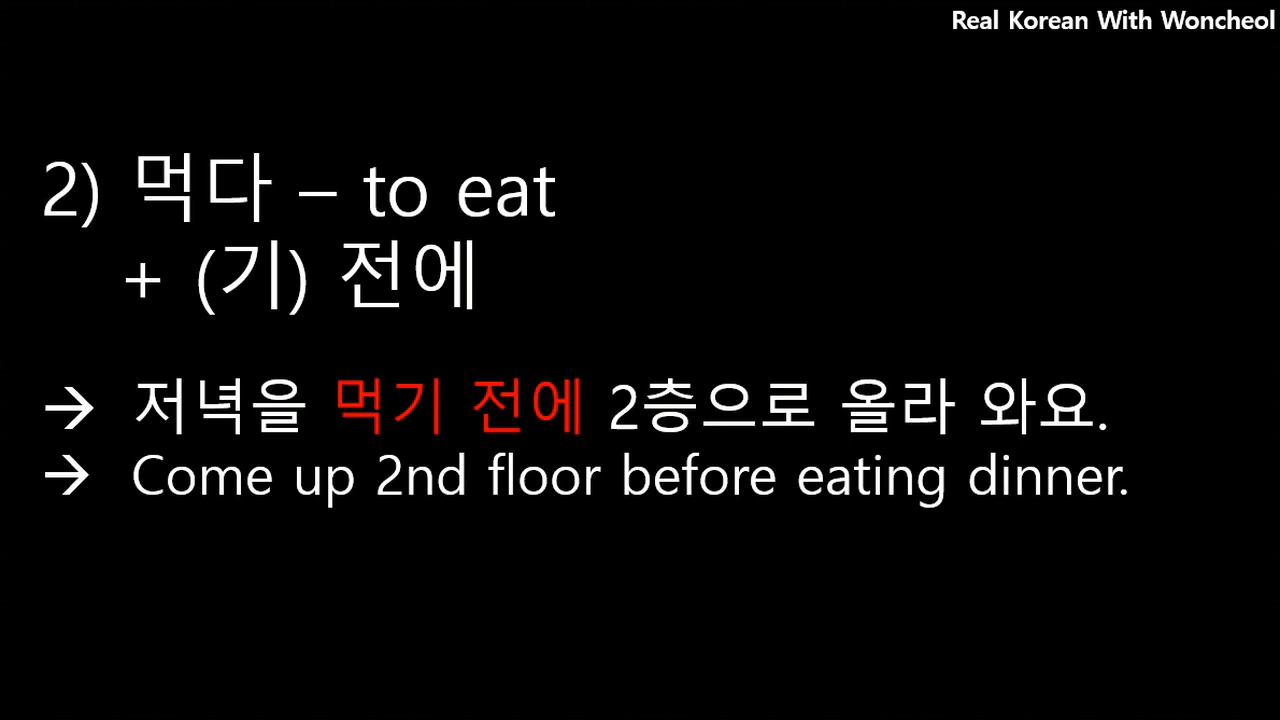 Real Korean With Woncheol
2) 먹다 – to eat
+ (기) 전에
→ 저녁을 먹기 전에 2층으로 올라 와요.
→ Come up 2nd floor before eating dinner.